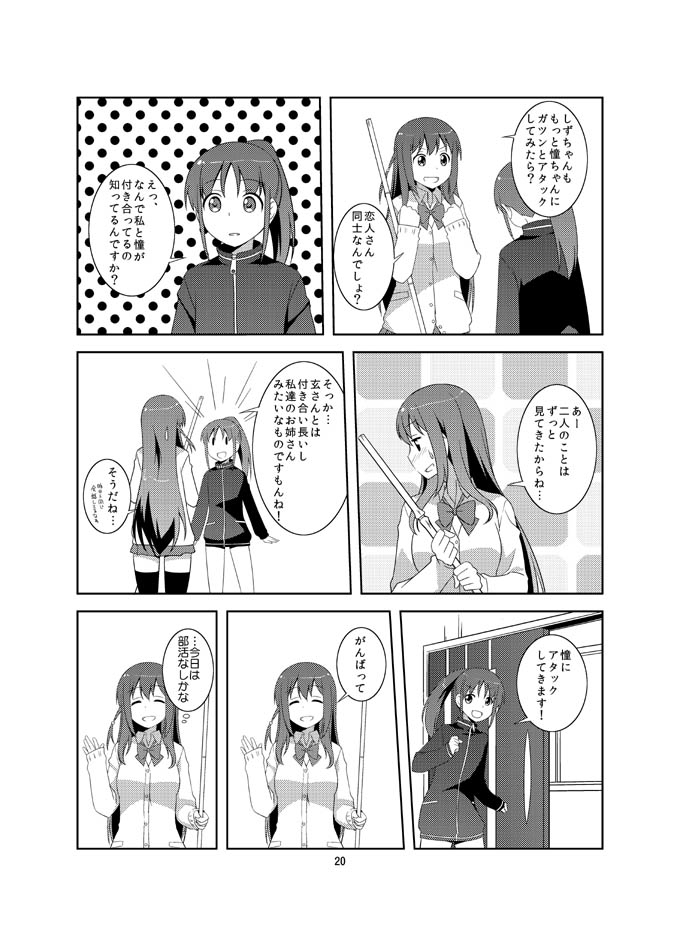 しずちゃんも
もっと憧ちゃんに
ガツンとアタック
してみたら?
恋人さん
同士なんでしょ?
えっ、
なんで私と憧が
付き合ってるの
知ってるんですか?
あー
二人のことは
ずっと
見てきたからね…
そっか…
玄さんとは
付き合い長いし
私達のお姉さん
みたいなものですもんね!
そうだね…
憧に
アタック
してきます!
がんばって
…今日は
部活なしかな
20